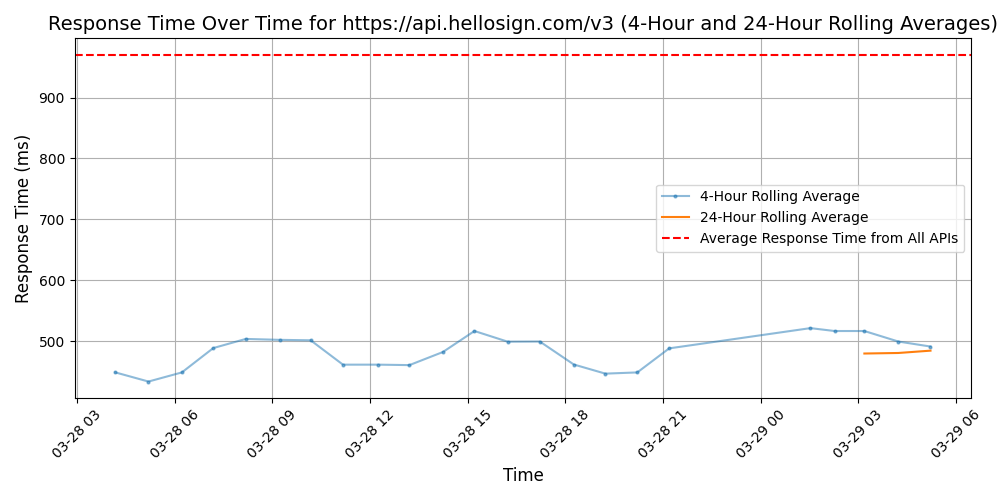 Response Time Over Time for https://api.hellosign.com/v3 (4-Hour and 24-Hour Rolling Averages)
Response Time (ms)
900
800
700
600
500
4-Hour Rolling Average
24-Hour Rolling Average
Average Response Time from All APIs
03-28 03
03-28 06
03-28 09
03-28 12
03-28 15
03-28 18
03-28 21
03-29 00
03-29 03
03-29 06
Time